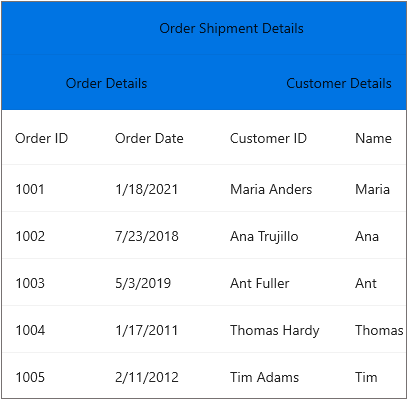 Order Shipment Details
Order Details Customer Details
Order ID Order Date Customer ID Name
1001 1/18/2021 Maria Anders Maria
1002 7/23/2018 Ana Trujillo Ana
1003 5/3/2019 Ant Fuller Ant
1004 1/17/2011 Thomas Hardy Thomas
1005 2/11/2012 Tim Adams Tim